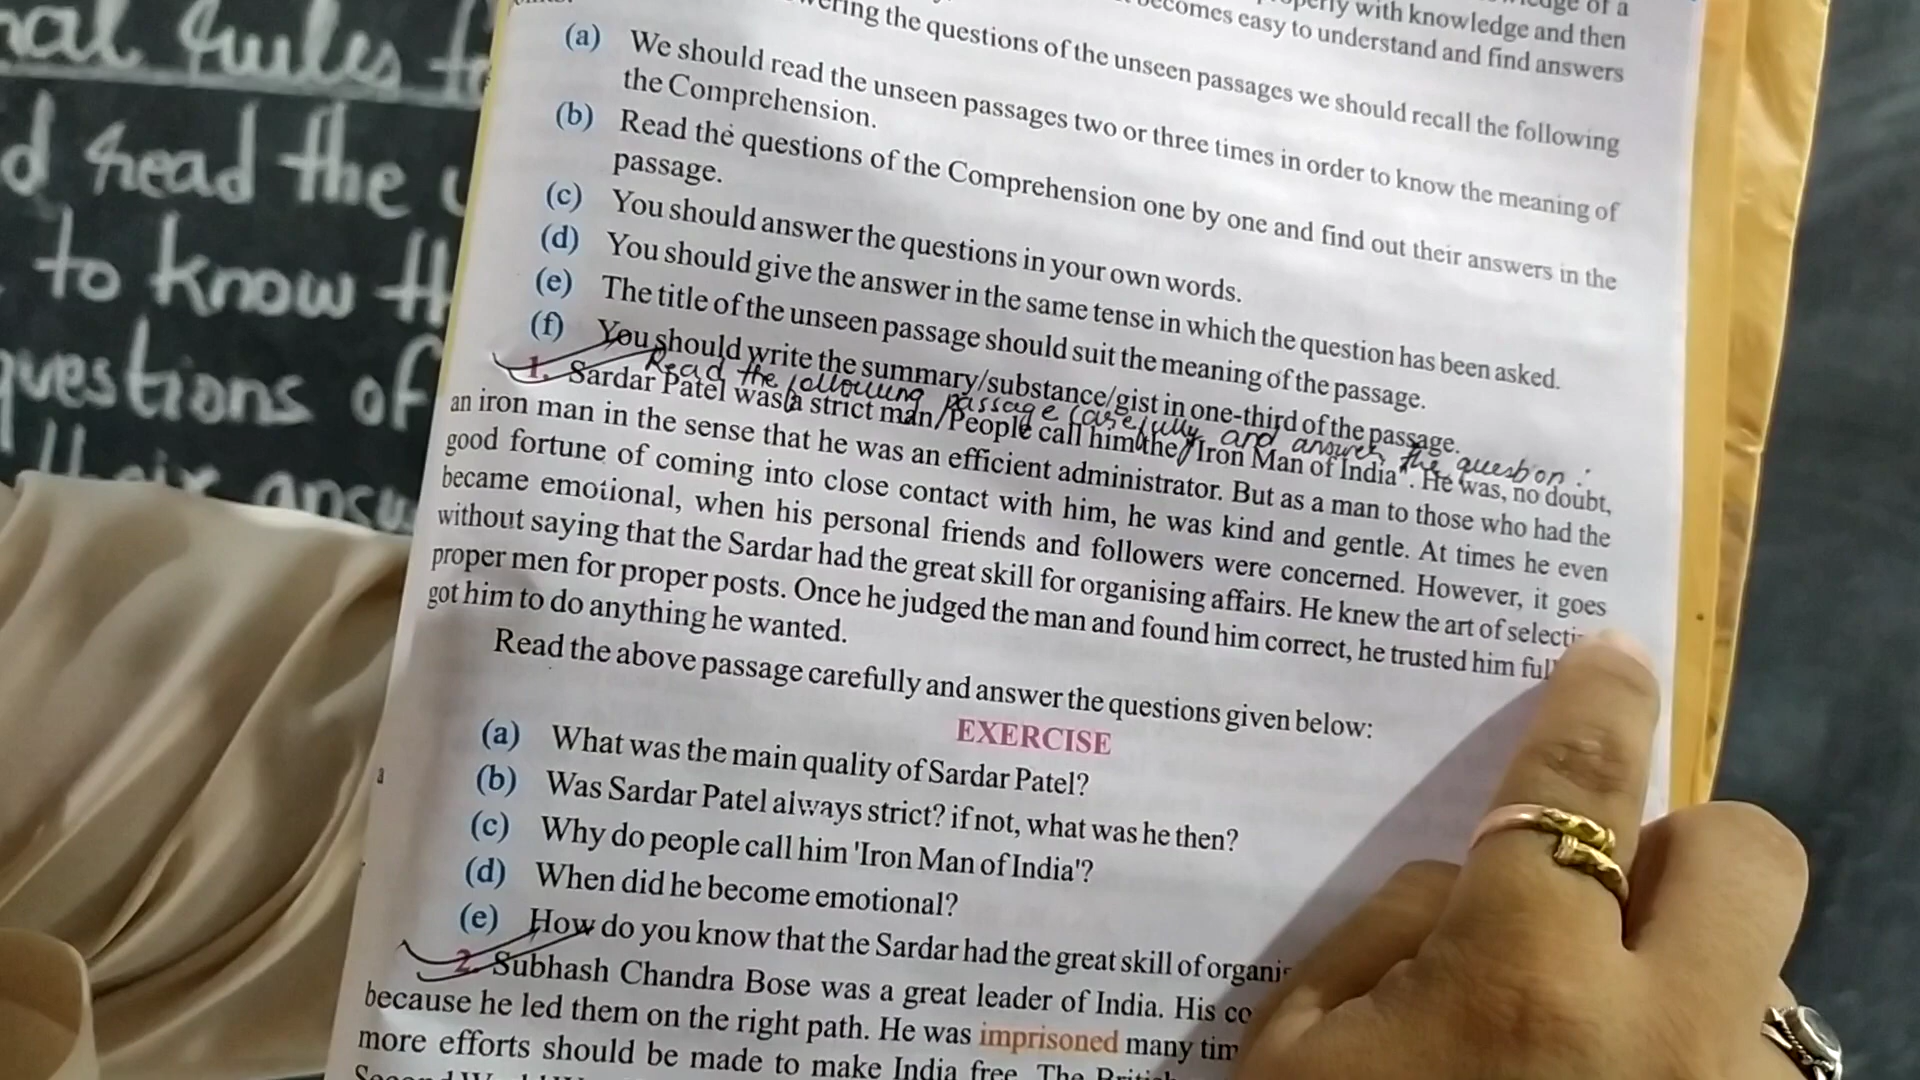 nal rules
d read the
to know
questions of
their answ
perly with knowledge and then
becomes easy to understand and find answers
the questions of the unseen passages we should recall the following
(a) We should read the unseen passages two or three times in order to know the meaning of
the Comprehension.
(b) Read the questions of the Comprehension one by one and find out their answers in the
passage.
(c) You should answer the questions in your own words.
(d) You should give the answer in the same tense in which the question has been asked.
(e) The title of the unseen passage should suit the meaning of the passage.
(f) You should write the summary/substance/gist in one-third of the passage.
Read the following passage carefully and answer the question:
1. Sardar Patel was a strict man/People call him the Iron Man of India". He was, no doubt,
an iron man in the sense that he was an efficient administrator. But as a man to those who had the
good fortune of coming into close contact with him, he was kind and gentle. At times he even
became emotional, when his personal friends and followers were concerned. However, it goes
without saying that the Sardar had the great skill for organising affairs. He knew the art of selecti
proper men for proper posts. Once he judged the man and found him correct, he trusted him ful
got him to do anything he wanted.
Read the above passage carefully and answer the questions given below:
EXERCISE
(a) What was the main quality of Sardar Patel?
(b) Was Sardar Patel always strict? if not, what was he then?
(c) Why do people call him 'Iron Man of India'?
(d) When did he become emotional?
(e) How do you know that the Sardar had the great skill of organis
2. Subhash Chandra Bose was a great leader of India. His co
because he led them on the right path. He was imprisoned many tim
more efforts should be made to make India free. The British